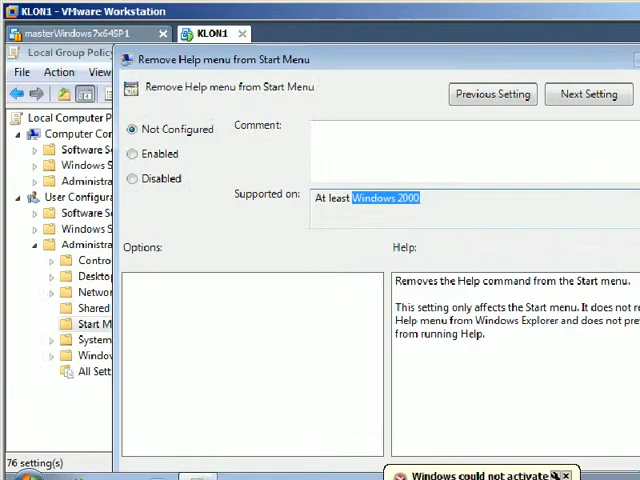 KLON1 - VMware Workstation
masterWindows7x64SP1
KLON1
Local Group Polic
Remove Help menu from Start Menu
File Action View
Remove Help menu from Start Menu
Previous Setting
Next Setting
Local Computer P
Computer Con
Software S
Windows S
Administra
User Configura
Software S
Windows S
Administra
Contro
Deskto
Networ
Shared
Start M
System
Windo
All Sett
Not Configured
Enabled
Disabled
Comment:
Supported on:
At least Windows 2000
Options:
Help:
Removes the Help command from the Start menu.
This setting only affects the Start menu. It does not re
Help menu from Windows Explorer and does not pre
from running Help.
76 setting(s)
Windows could not activate